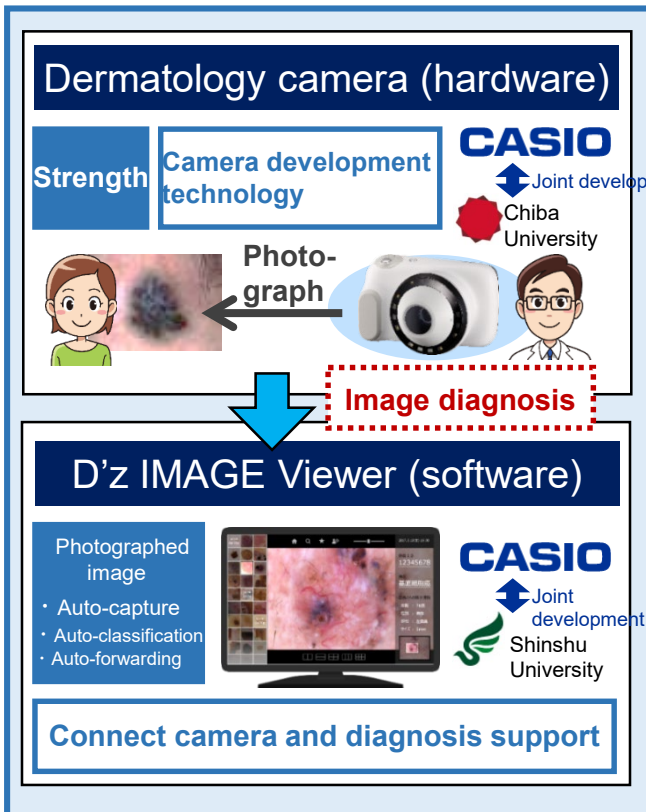 Dermatology camera (hardware)
Strength
Camera development
technology
CASIO
Joint develop
Chiba
University
Photo-
graph
Image diagnosis
D'z IMAGE Viewer (software)
Photographed
image
・Auto-capture
・Auto-classification
・Auto-forwarding
12345678
CASIO
Joint
development
Shinshu
University
Connect camera and diagnosis support